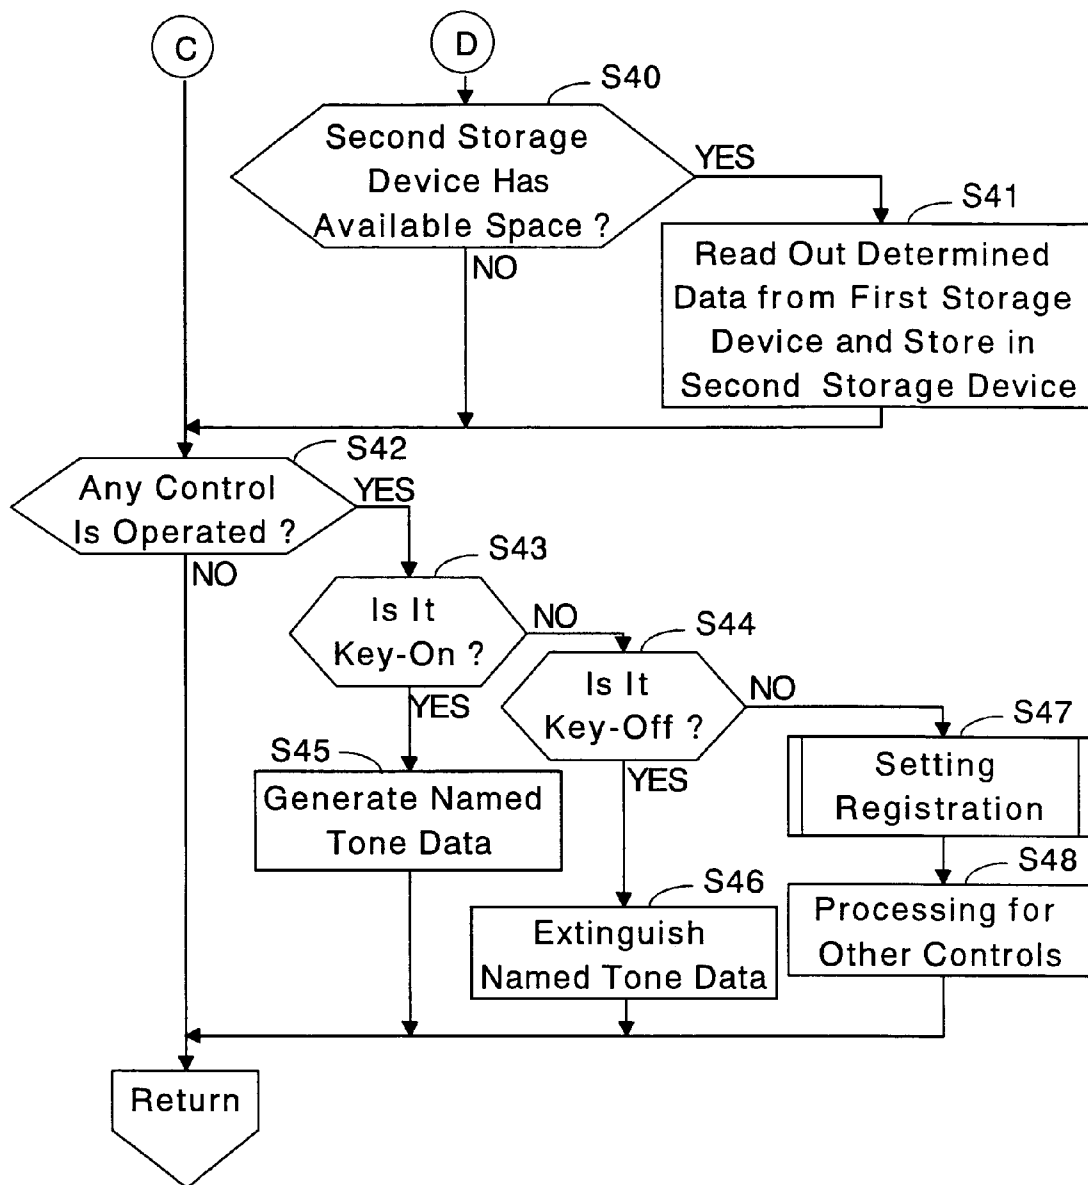 C
D
S40
Second Storage
Device Has
Available Space ?
YES
NO
S41
Read Out Determined
Data from First Storage
Device and Store in
Second Storage Device
S42
Any Control
Is Operated ?
YES
NO
S43
Is It
Key-On ?
NO
YES
S44
Is It
Key-Off ?
NO
YES
S45
Generate Named
Tone Data
S47
Setting
Registration
S46
Extinguish
Named Tone Data
S48
Processing for
Other Controls
Return